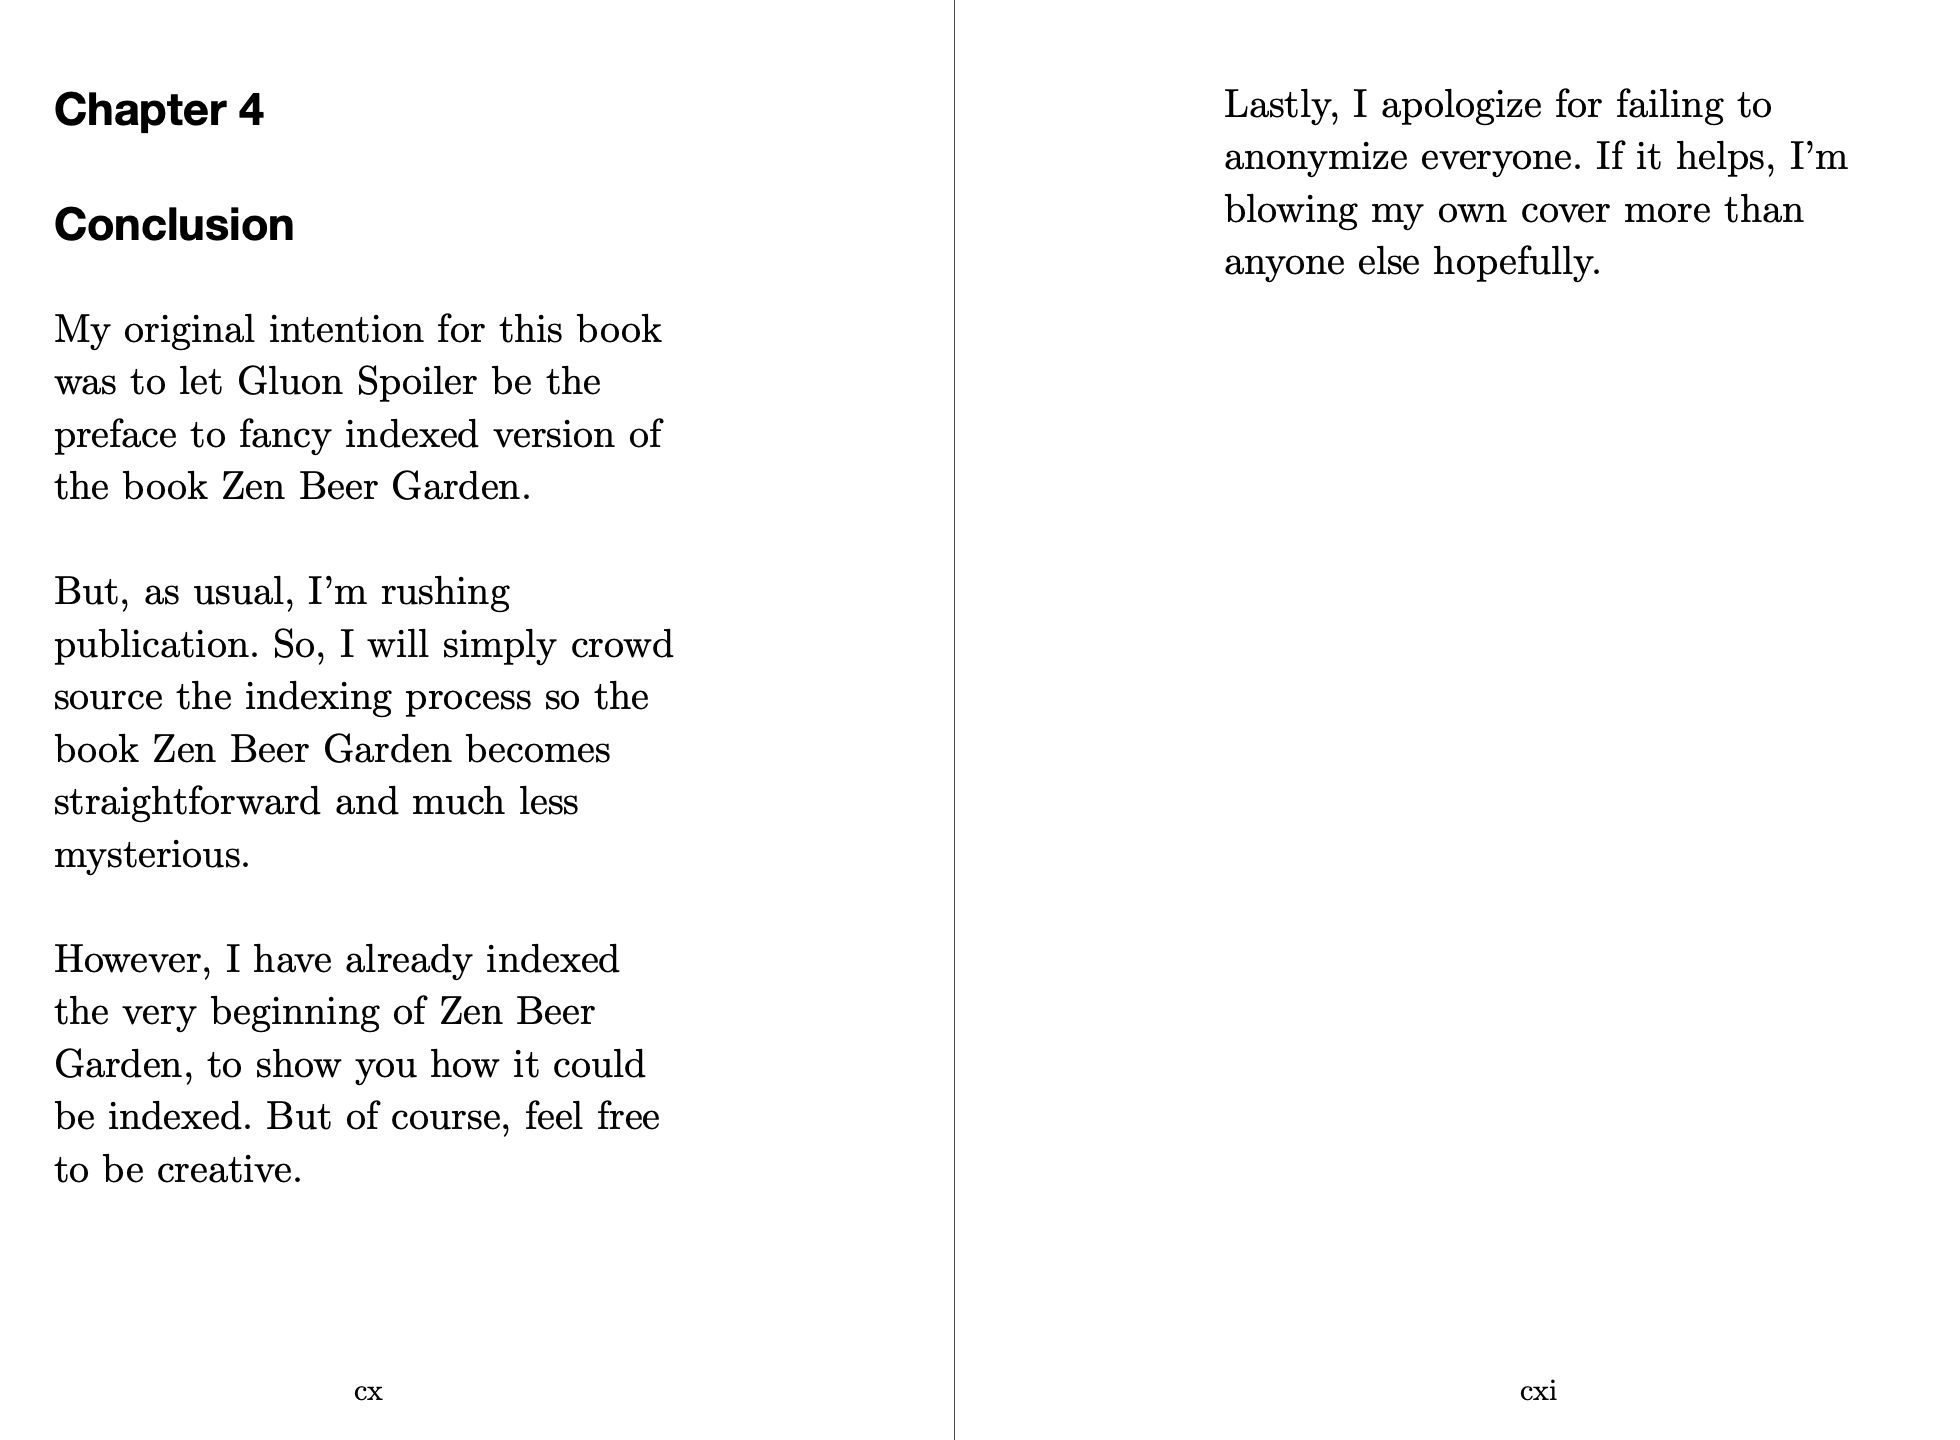 Chapter 4
Conclusion
My original intention for this book
was to let Gluon Spoiler be the
preface to fancy indexed version of
the book Zen Beer Garden.
But, as usual, I’m rushing
publication. So, I will simply crowd
source the indexing process so the
book Zen Beer Garden becomes
straightforward and much less
mysterious.
However, I have already indexed
the very beginning of Zen Beer
Garden, to show you how it could
be indexed. But of course, feel free
to be creative.
cx
Lastly, I apologize for failing to
anonymize everyone. If it helps, I’m
blowing my own cover more than
anyone else hopefully.
cxi